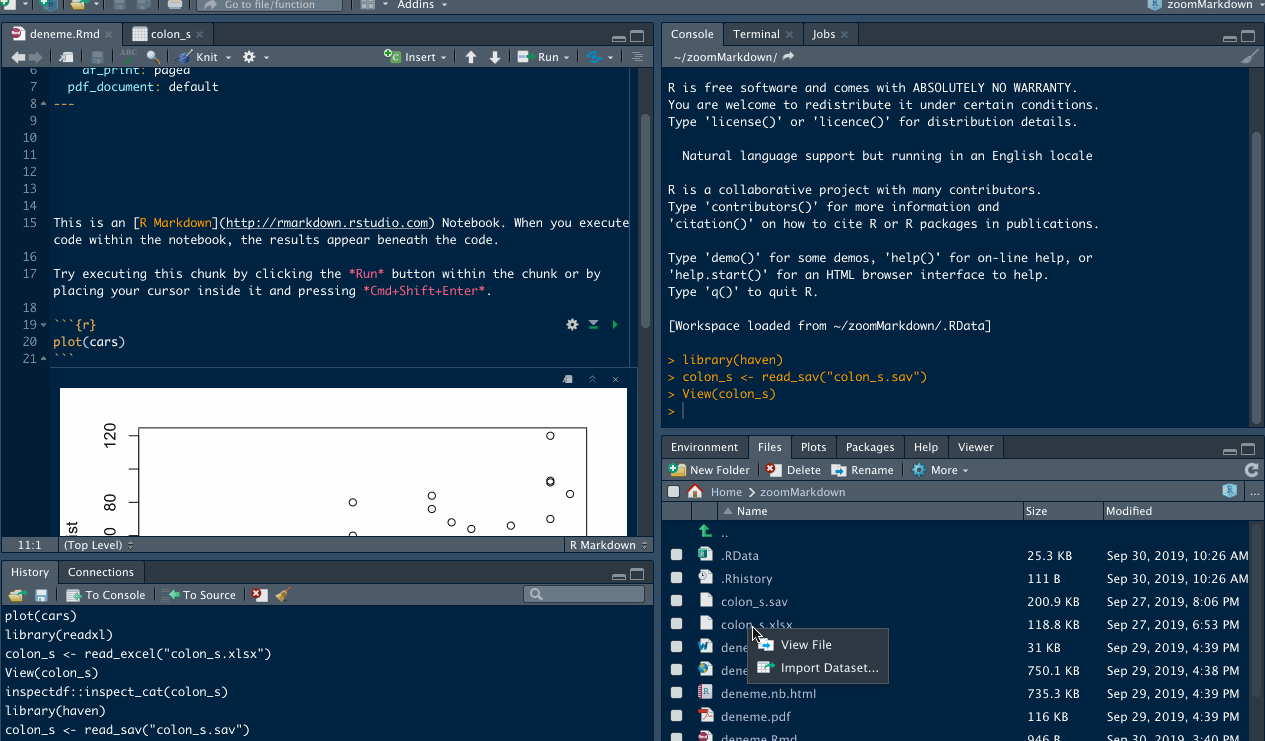 Go to file/function
Addins
zoomMarkdown
deneme.Rmd
colon_s
ABC
Knit
Insert
Run
6 df_print: paged
7 pdf_document: default
8 ---
9
10
11
12
13
14
15 This is an [R Markdown](http://rmarkdown.rstudio.com) Notebook. When you execute
code within the notebook, the results appear beneath the code.
16
17 Try executing this chunk by clicking the *Run* button within the chunk or by
placing your cursor inside it and pressing *Cmd+Shift+Enter*.
18
19 ```{r}
20 plot(cars)
21 ```
120
80
ist
11:1 (Top Level) R Markdown
History Connections
To Console To Source
plot(cars)
library(readxl)
colon_s <- read_excel("colon_s.xlsx")
View(colon_s)
inspectdf::inspect_cat(colon_s)
library(haven)
colon_s <- read_sav("colon_s.sav")
Console Terminal Jobs
~/zoomMarkdown/
R is free software and comes with ABSOLUTELY NO WARRANTY.
You are welcome to redistribute it under certain conditions.
Type 'license()' or 'licence()' for distribution details.
Natural language support but running in an English locale
R is a collaborative project with many contributors.
Type 'contributors()' for more information and
'citation()' on how to cite R or R packages in publications.
Type 'demo()' for some demos, 'help()' for on-line help, or
'help.start()' for an HTML browser interface to help.
Type 'q()' to quit R.
[Workspace loaded from ~/zoomMarkdown/.RData]
> library(haven)
> colon_s <- read_sav("colon_s.sav")
> View(colon_s)
>
Environment Files Plots Packages Help Viewer
New Folder Delete Rename More
Home zoomMarkdown ...
Name Size Modified
..
.RData 25.3 KB Sep 30, 2019, 10:26 AM
.Rhistory 111 B Sep 30, 2019, 10:26 AM
colon_s.sav 200.9 KB Sep 27, 2019, 8:06 PM
colon_s.xlsx 118.8 KB Sep 27, 2019, 6:53 PM
View File
Import Dataset...
dene 31 KB Sep 29, 2019, 4:39 PM
dene 750.1 KB Sep 29, 2019, 4:38 PM
deneme.nb.html 735.3 KB Sep 29, 2019, 4:39 PM
deneme.pdf 116 KB Sep 29, 2019, 4:39 PM
deneme.Rmd 946 B Sep 30, 2019, 3:40 PM